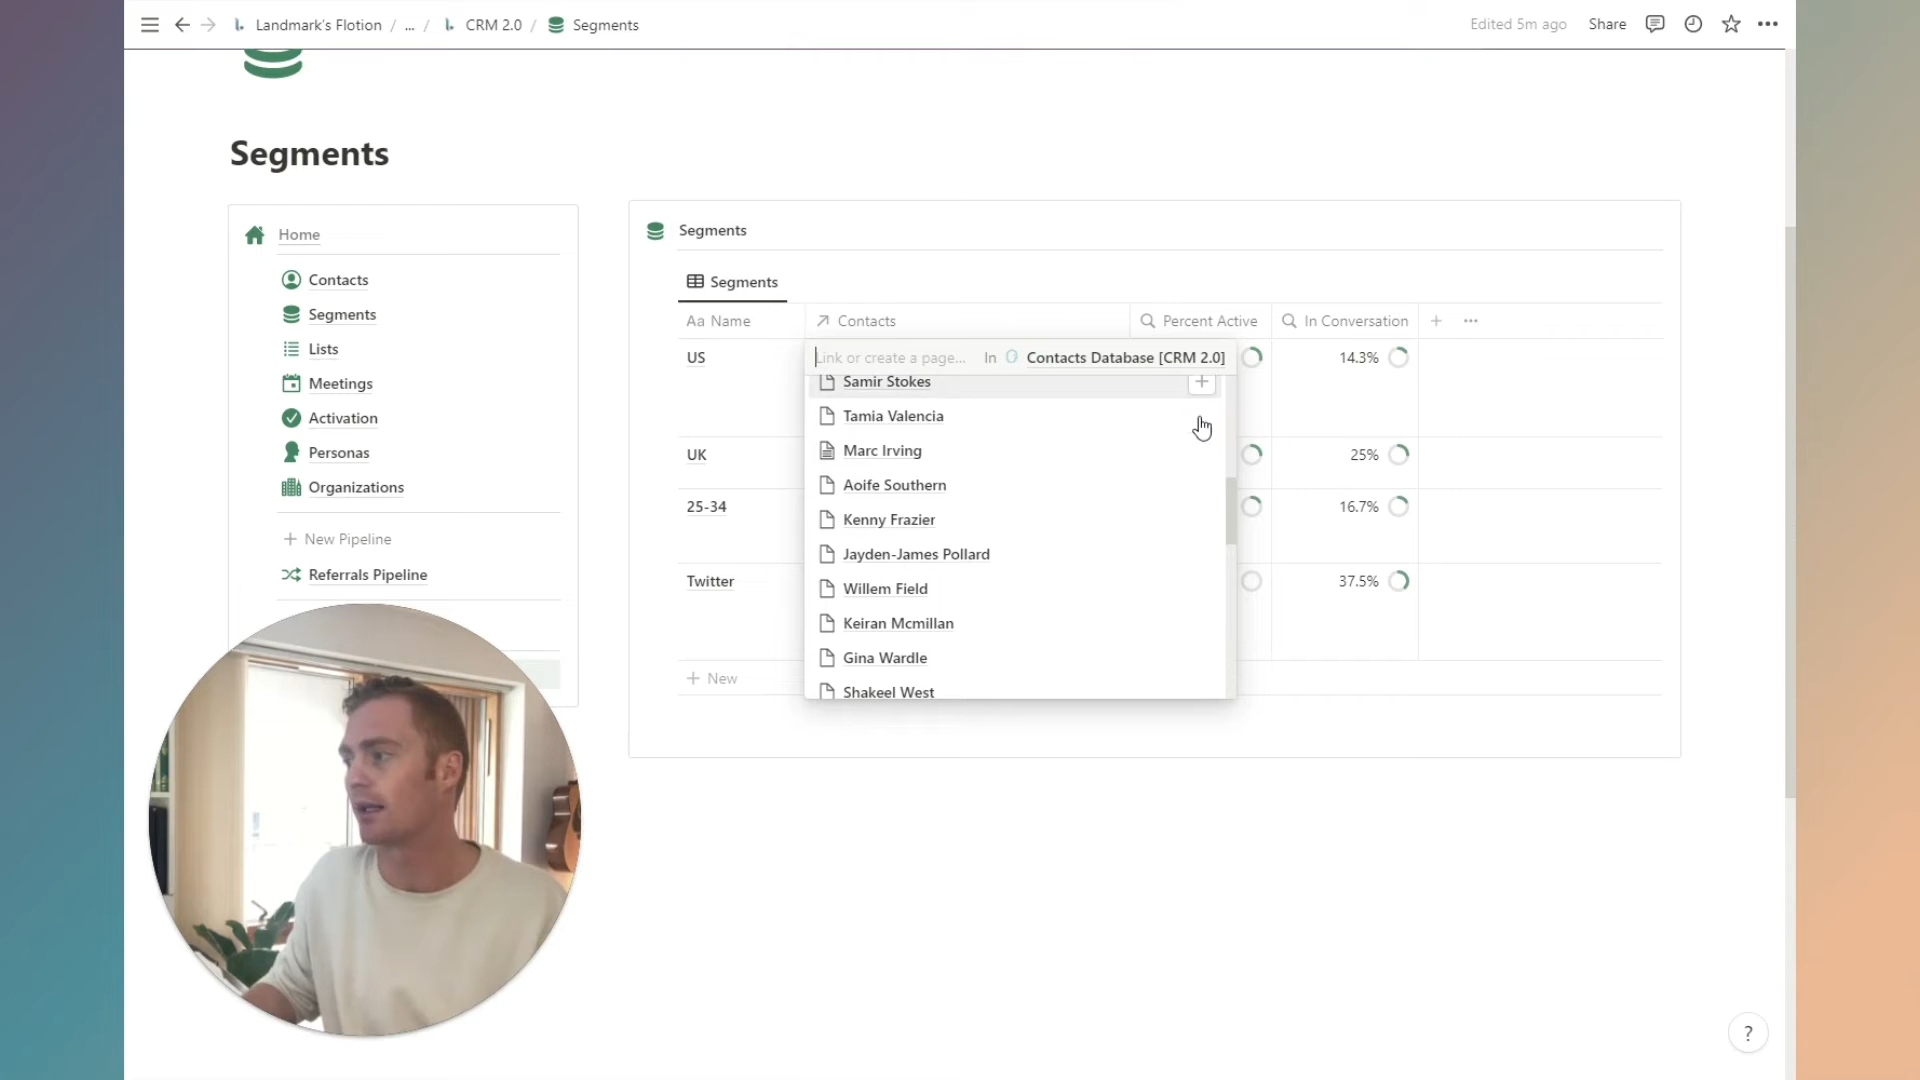 Landmark's Flotion / ... / CRM 2.0 / Segments
Edited 5m ago Share
Segments
Home
Contacts
Segments
Lists
Meetings
Activation
Personas
Organizations
New Pipeline
Referrals Pipeline
Segments
Segments
Aa Name Contacts Percent Active In Conversation
US 14.3%
Link or create a page... In Contacts Database [CRM 2.0]
Samir Stokes
Tamia Valencia
Marc Irving
Aoife Southern
Kenny Frazier
Jayden-James Pollard
Willem Field
Keiran Mcmillan
Gina Wardle
Shakeel West
UK 25%
25-34 16.7%
Twitter 37.5%
New
?